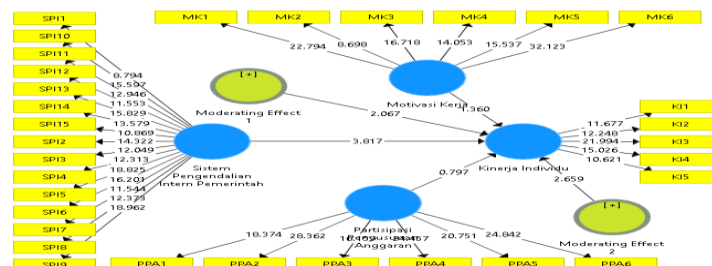 SPI1
SPI10
SPI11
SPI12
SPI13
SPI14
SPI15
SPI2
SPI3
SPI4
SPI5
SPI6
SPI7
SPI8
SPI9
8.794
15.597
12.946
11.553
15.829
13.579
10.869
14.322
12.049
12.313
18.825
16.201
11.544
12.373
18.962
Sistem
Pengendalian
Intern Pemerintah
MK1 MK2 MK3 MK4 MK5 MK6
22.794 8.698 16.718 14.053 15.537 32.123
Motivasi Kerja
1.360
[+]
Moderating Effect
1
2.067
3.817
0.797
Kinerja Individu
11.677
12.248
21.994
15.026
10.621
KI1
KI2
KI3
KI4
KI5
2.659
[+]
Moderating Effect
2
Partisipasi
Anggaran
18.374 28.362 20.751 24.842
PPA1 PPA2 PPA3 PPA4 PPA5 PPA6